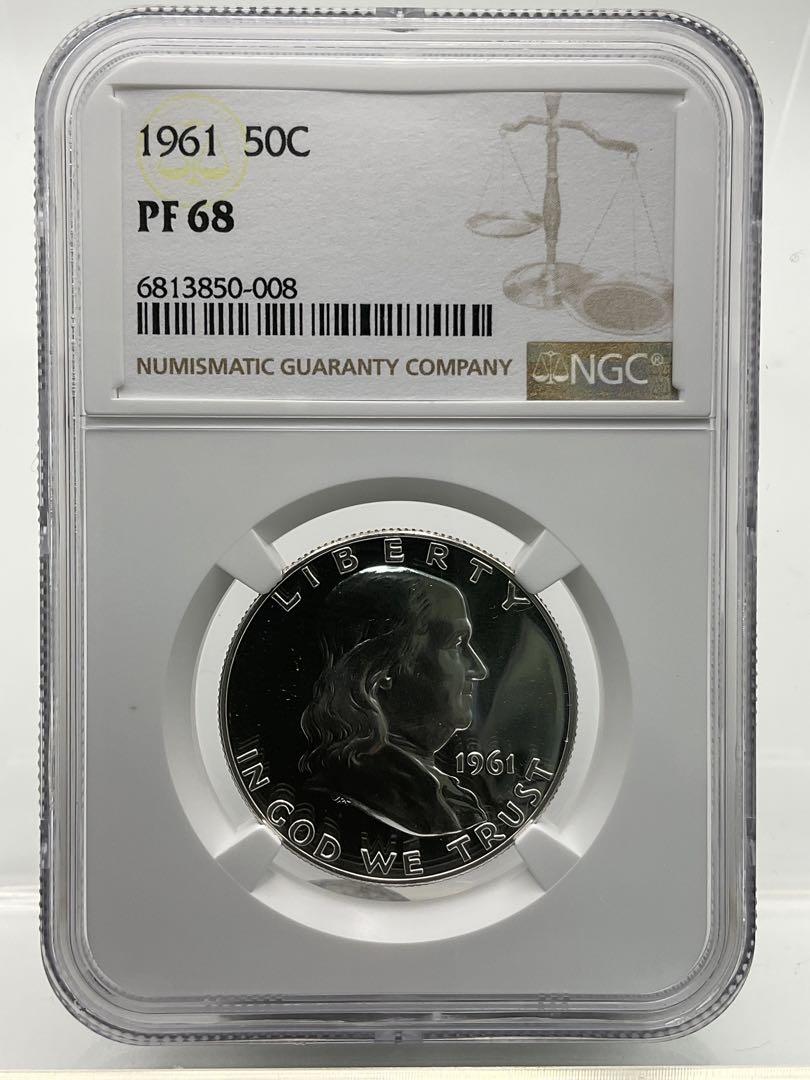 1961 50C
PF 68
6813850-008
NUMISMATIC GUARANTY COMPANY
NGC®
LIBERTY
1961
IN GOD WE TRUST